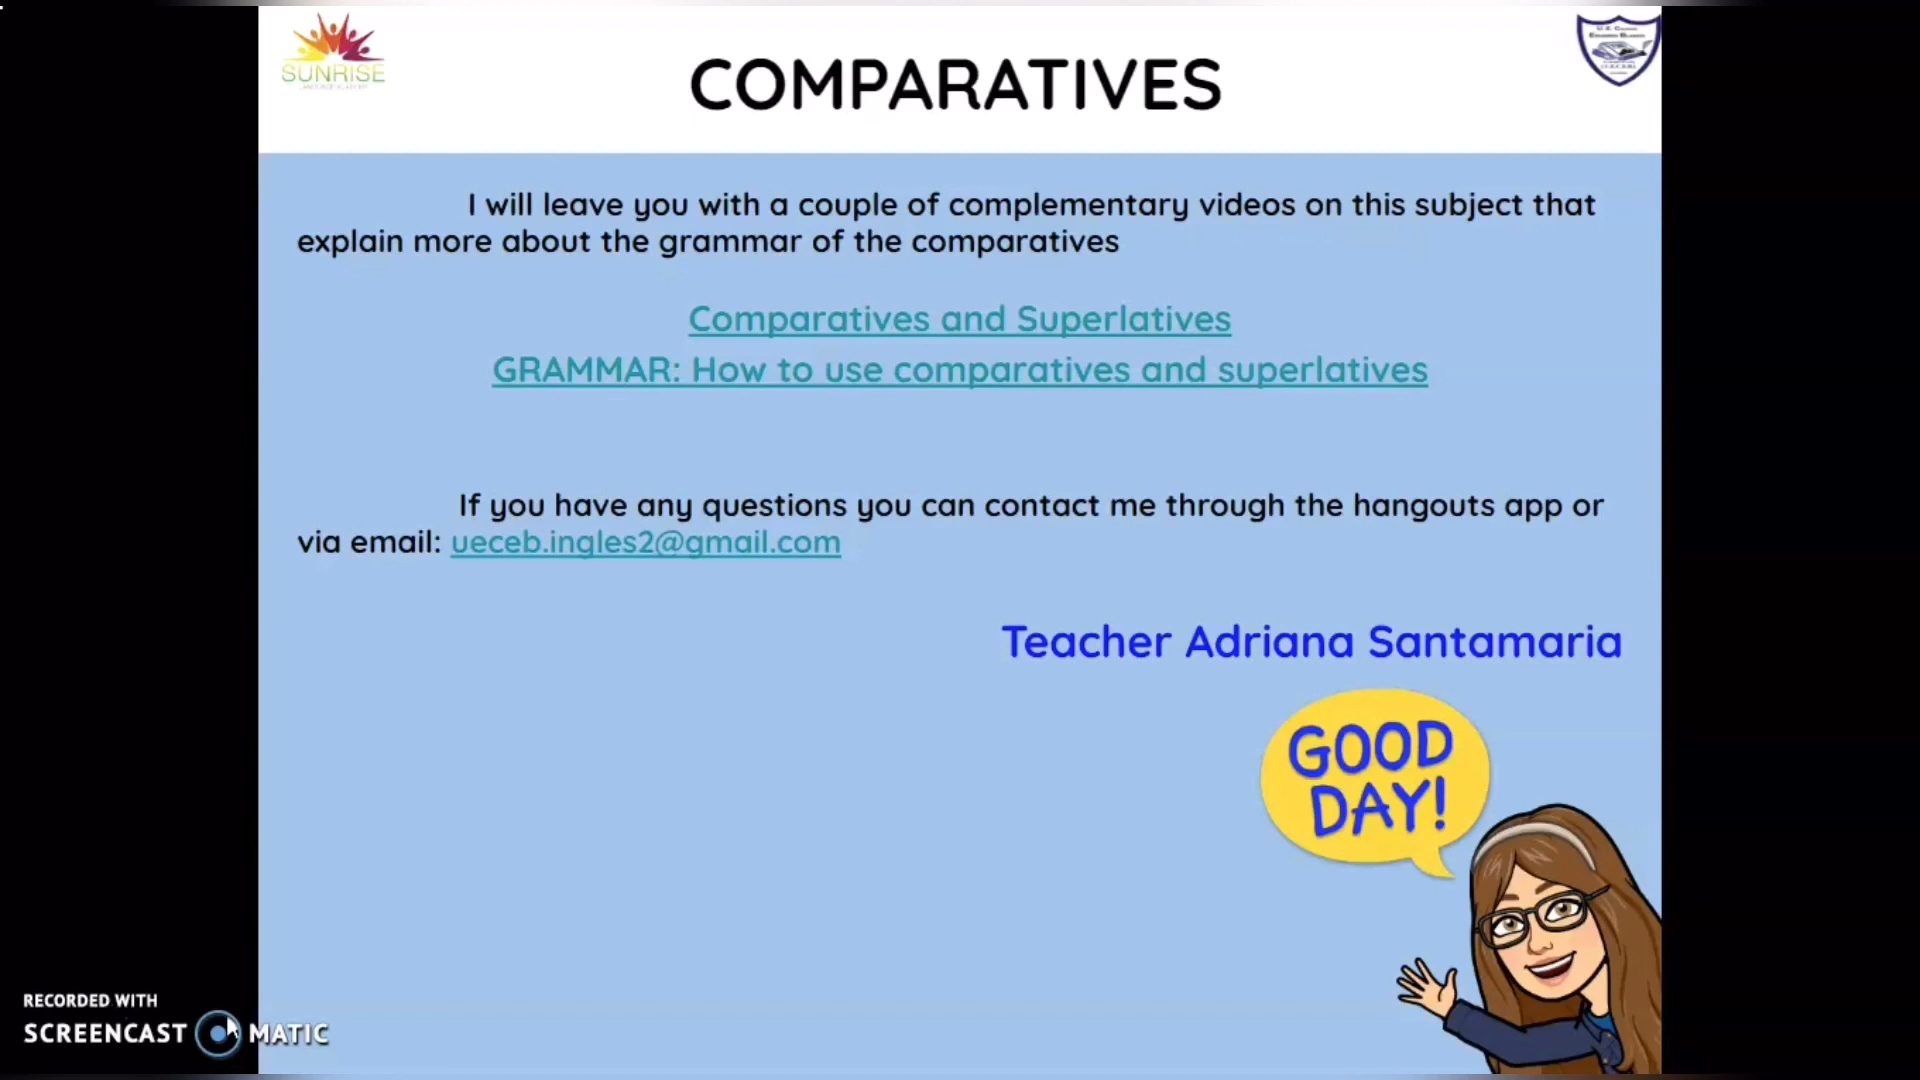 SUNRISE
COMPARATIVES
I will leave you with a couple of complementary videos on this subject that
explain more about the grammar of the comparatives
Comparatives and Superlatives
GRAMMAR: How to use comparatives and superlatives
If you have any questions you can contact me through the hangouts app or
via email: ueceb.ingles2@gmail.com
Teacher Adriana Santamaria
GOOD
DAY!
RECORDED WITH
SCREENCAST MATIC